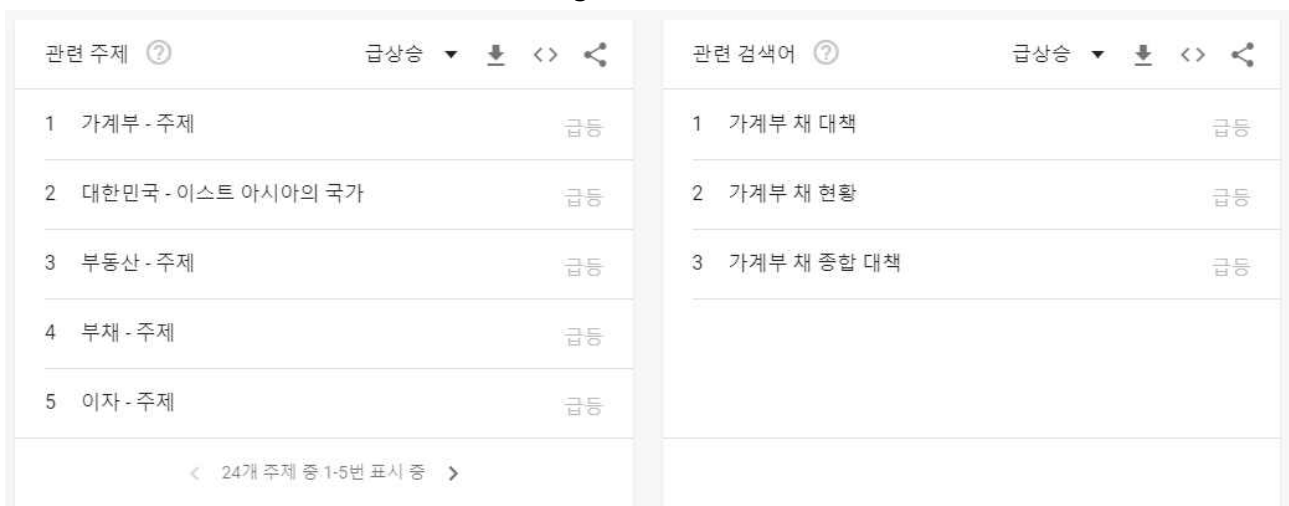 관련 주제
급상승
1 가계부 - 주제 급등
2 대한민국 - 이스트 아시아의 국가 급등
3 부동산 - 주제 급등
4 부채 - 주제 급등
5 이자 - 주제 급등
24개 주제 중 1-5번 표시 중
관련 검색어
급상승
1 가계부 채 대책 급등
2 가계부 채 현황 급등
3 가계부 채 종합 대책 급등